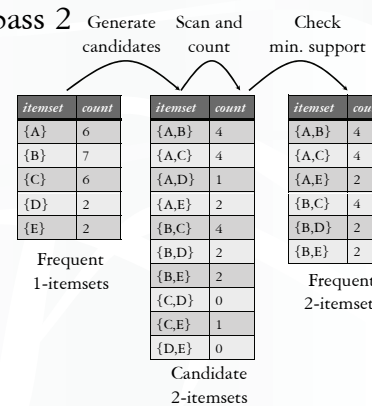 pass 2
Generate candidates
Scan and count
Check min. support
itemset count
{A} 6
{B} 7
{C} 6
{D} 2
{E} 2
Frequent
1-itemsets
itemset count
{A,B} 4
{A,C} 4
{A,D} 1
{A,E} 2
{B,C} 4
{B,D} 2
{B,E} 2
{C,D} 0
{C,E} 1
{D,E} 0
Candidate
2-itemsets
itemset cou
{A,B} 4
{A,C} 4
{A,E} 2
{B,C} 4
{B,D} 2
{B,E} 2
Frequent
2-itemset